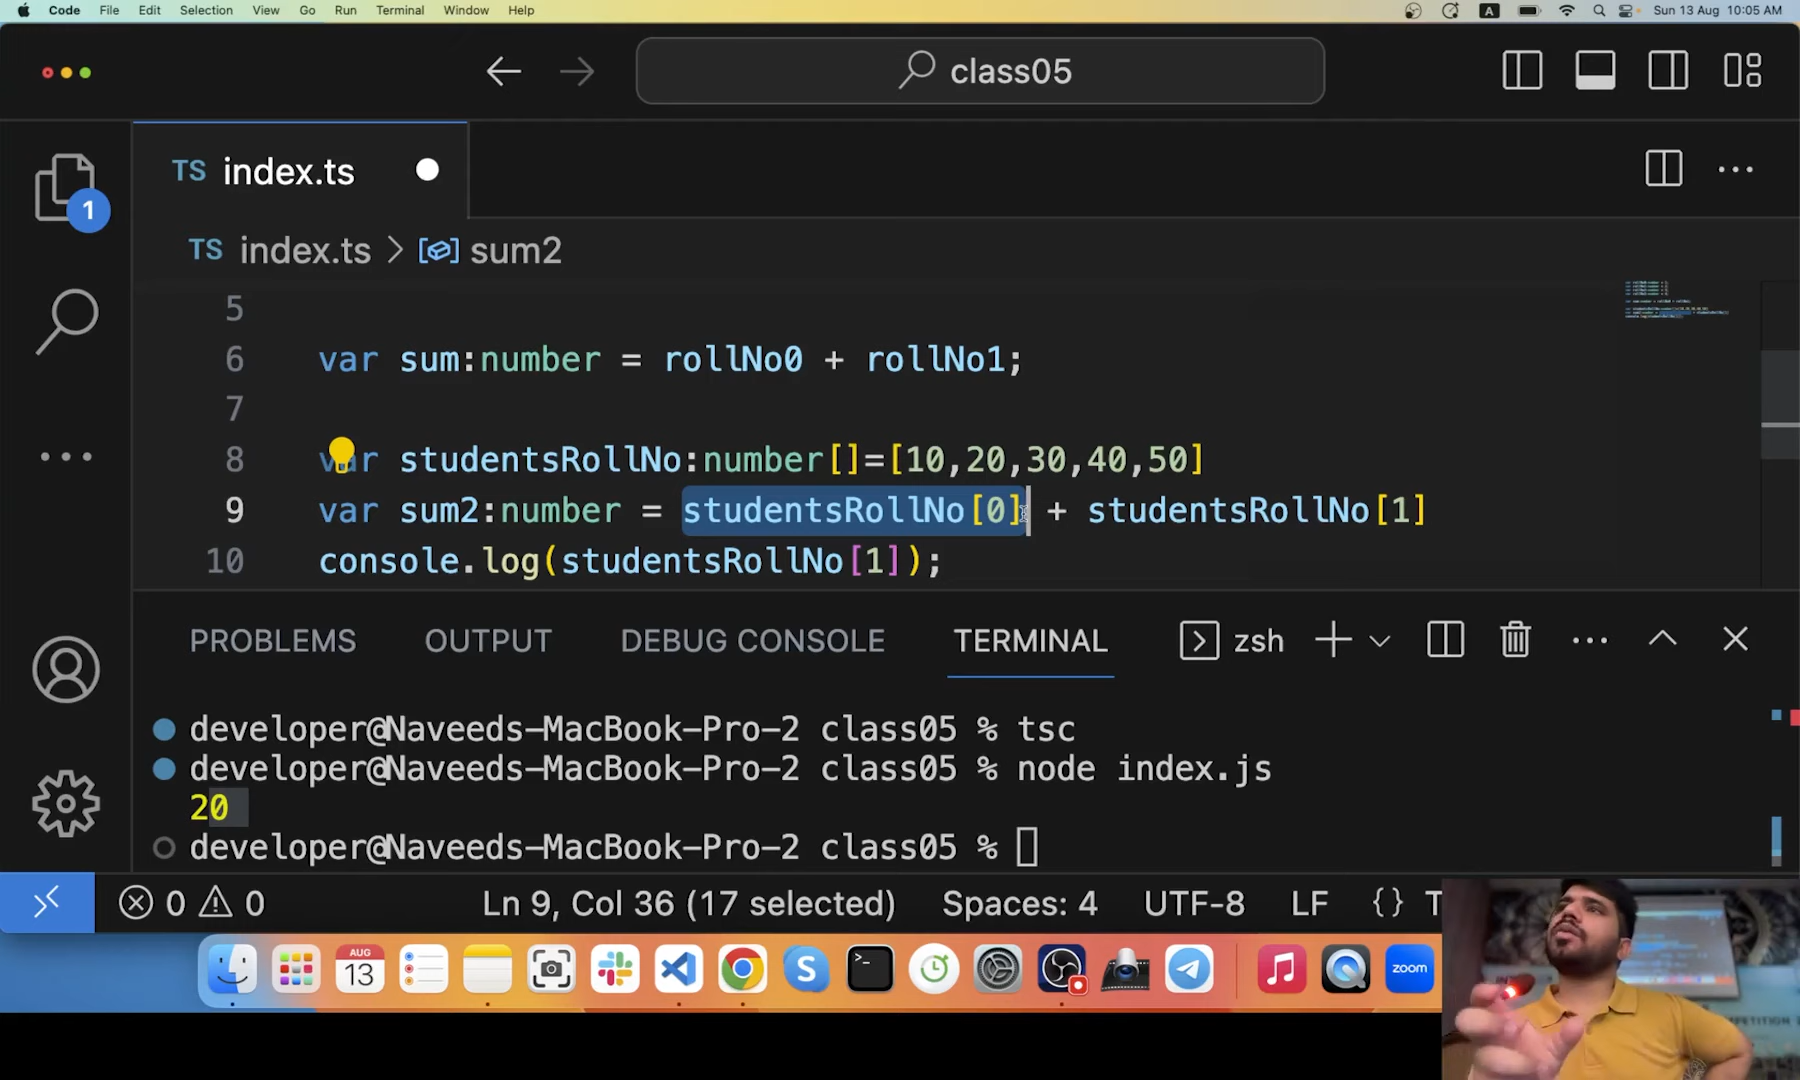 Code File Edit Selection View Go Run Terminal Window Help A Sun 13 Aug 10:05 AM
class05
TS index.ts
1
TS index.ts > sum2
5
6 var sum:number = rollNo0 + rollNo1;
7
8 var studentsRollNo:number[]=[10,20,30,40,50]
9 var sum2:number = studentsRollNo[0] + studentsRollNo[1]
10 console.log(studentsRollNo[1]);
PROBLEMS OUTPUT DEBUG CONSOLE TERMINAL zsh
developer@Naveeds-MacBook-Pro-2 class05 % tsc
developer@Naveeds-MacBook-Pro-2 class05 % node index.js
20
developer@Naveeds-MacBook-Pro-2 class05 %
0 0 Ln 9, Col 36 (17 selected) Spaces: 4 UTF-8 LF {} T
AUG
13
S
zoom